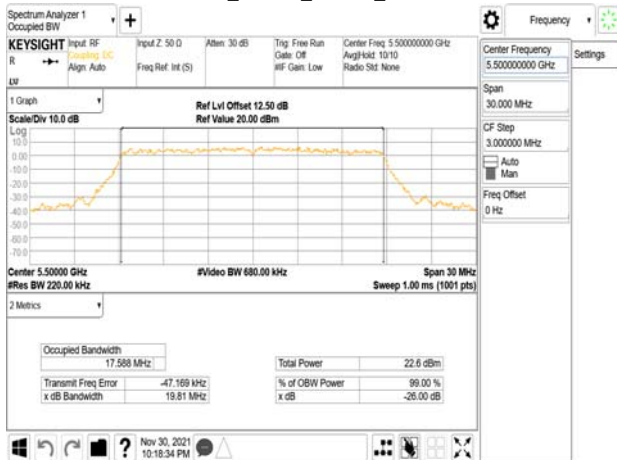 Spectrum Analyzer 1
Occupied BW
Frequency
KEYSIGHT
Input: RF
Coupling: DC
Align: Auto
Input Z: 50 Ω
Freq Ref: Int (S)
Atten: 30 dB
Trig: Free Run
Gate: Off
#IF Gain: Low
Center Freq: 5.500000000 GHz
Avg|Hold: 10/10
Radio Std: None
R
Center Frequency
5.500000000 GHz
Settings
Span
30.000 MHz
CF Step
3.000000 MHz
Auto
Man
Freq Offset
0 Hz
1 Graph
Scale/Div 10.0 dB
Ref Lvl Offset 12.50 dB
Ref Value 20.00 dBm
Log
10.0
0.00
-10.0
-20.0
-30.0
-40.0
-50.0
-60.0
-70.0
Center 5.50000 GHz
#Video BW 680.00 kHz
Span 30 MHz
#Res BW 220.00 kHz
Sweep 1.00 ms (1001 pts)
2 Metrics
Occupied Bandwidth
17.588 MHz
Total Power 22.6 dBm
Transmit Freq Error -47.169 kHz
% of OBW Power 99.00 %
x dB Bandwidth 19.81 MHz
x dB -26.00 dB
Nov 30, 2021
10:18:34 PM